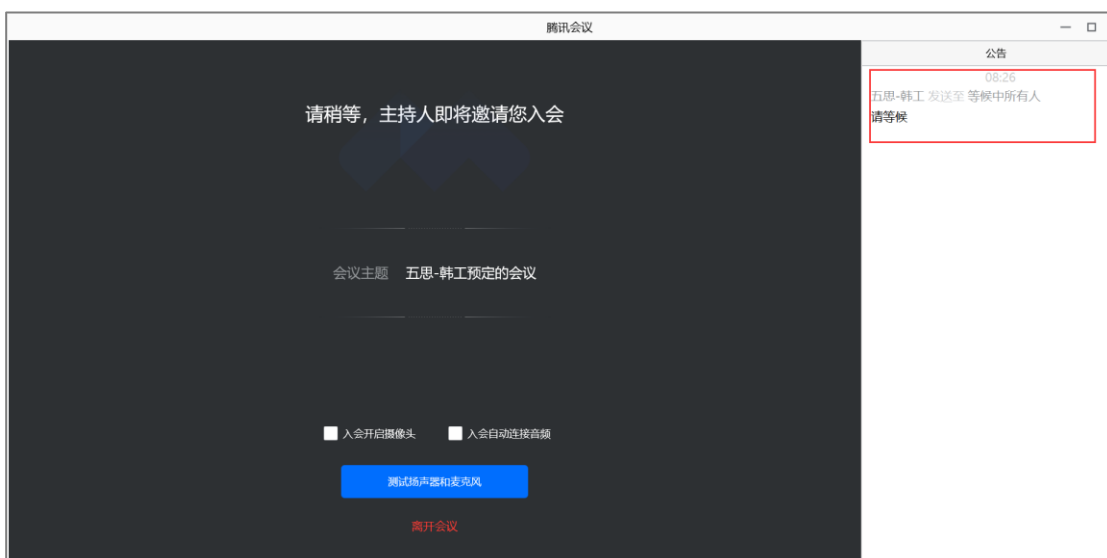 腾讯会议
公告
08:26
五思-韩工 发送至 等候中所有人
请等候
请稍等，主持人即将邀请您入会
会议主题 五思-韩工预定的会议
入会开启摄像头 入会自动连接音频
测试扬声器和麦克风
离开会议